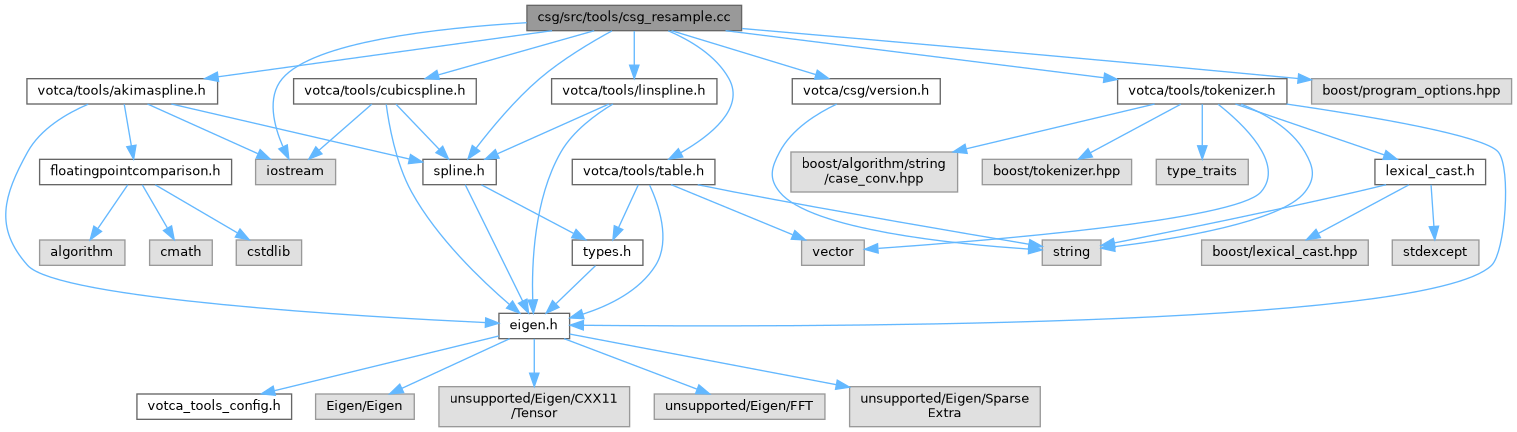 csg/src/tools/csg_resample.cc
votca/tools/akimaspline.h
votca/tools/cubicspline.h
votca/tools/linspline.h
votca/csg/version.h
votca/tools/tokenizer.h
boost/program_options.hpp
floatingpointcomparison.h
iostream
spline.h
votca/tools/table.h
boost/algorithm/string
/case_conv.hpp
boost/tokenizer.hpp
type_traits
lexical_cast.h
algorithm
cmath
cstdlib
types.h
vector
string
boost/lexical_cast.hpp
stdexcept
eigen.h
votca_tools_config.h
Eigen/Eigen
unsupported/Eigen/CXX11
/Tensor
unsupported/Eigen/FFT
unsupported/Eigen/Sparse
Extra